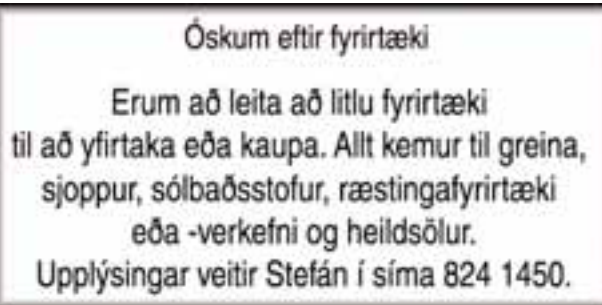 Óskum eftir fyrirtæki
Erum að leita að litlu fyrirtæki
til að yfirtaka eða kaupa. Allt kemur til greina,
sjoppur, sólbaðsstofur, ræstingafyrirtæki
eða -verkefni og heildsölur.
Upplýsingar veitir Stefán í síma 824 1450.